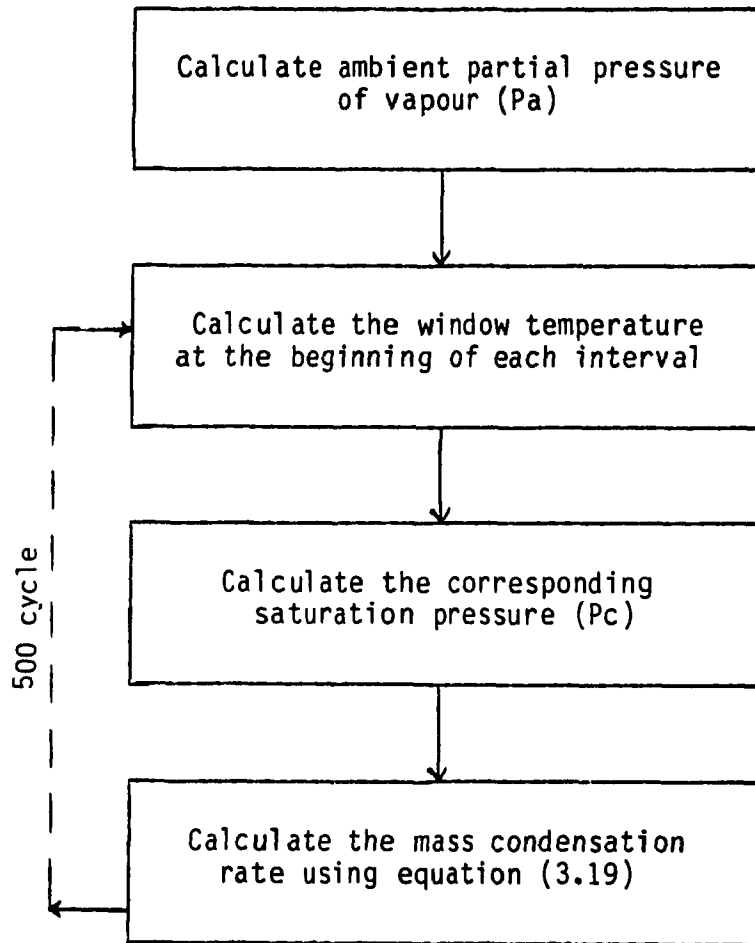 Calculate ambient partial pressure
of vapour (Pa)
Calculate the window temperature
at the beginning of each interval
Calculate the corresponding
saturation pressure (Pc)
500 cycle
Calculate the mass condensation
rate using equation (3.19)